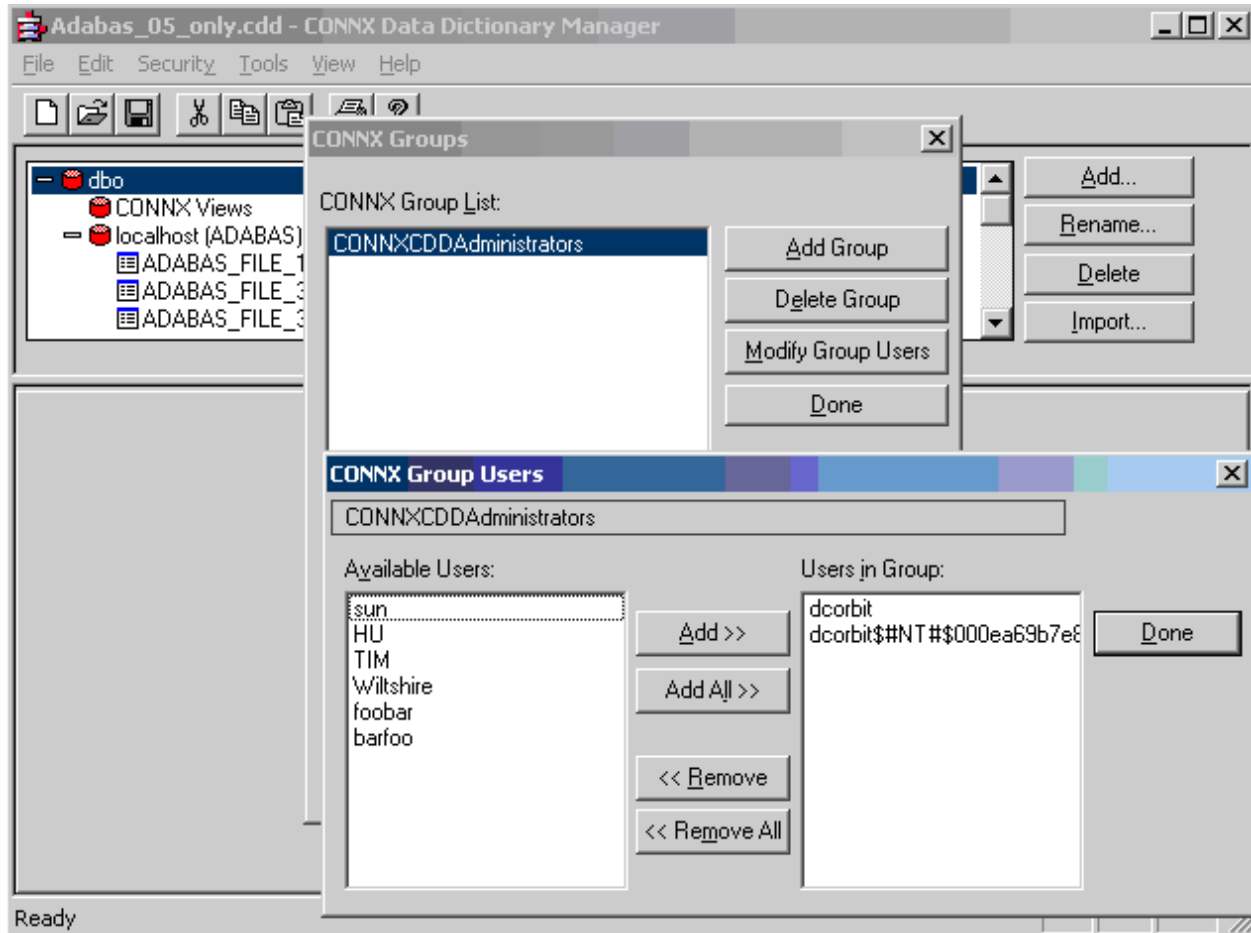 Adabas_05_only.cdd - CONNX Data Dictionary Manager
File Edit Security Tools View Help
CONNX Groups
dbo
CONNX Views
localhost (ADABAS)
ADABAS_FILE_1
ADABAS_FILE_3
ADABAS_FILE_3
CONNX Group List:
CONNXCDDAdministrators
Add Group
Delete Group
Modify Group Users
Done
Add...
Rename...
Delete
Import...
CONNX Group Users
CONNXCDDAdministrators
Available Users:
sun
HU
TIM
Wiltshire
foobar
barfoo
Add >>
Add All >>
<< Remove
<< Remove All
Users in Group:
dcorbit
dcorbit$#NT#$000ea69b7e8
Done
Ready